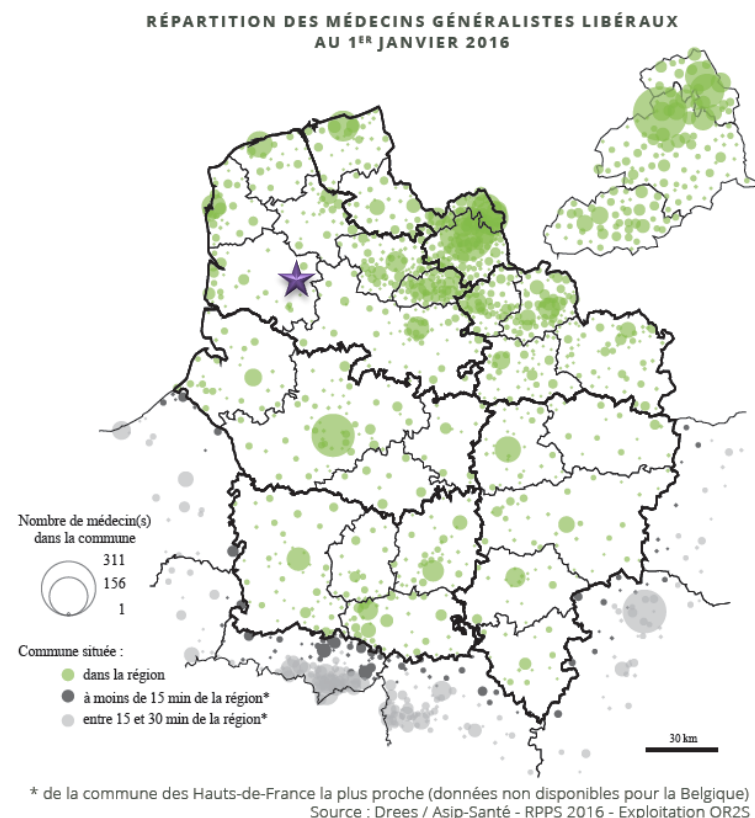 RÉPARTITION DES MÉDECINS GÉNÉRALISTES LIBÉRAUX
AU 1ER JANVIER 2016
Nombre de médecin(s)
dans la commune
311
156
1
Commune située :
dans la région
à moins de 15 min de la région*
entre 15 et 30 min de la région*
30 km
* de la commune des Hauts-de-France la plus proche (données non disponibles pour la Belgique)
Source : Drees / Asip-Santé - RPPS 2016 - Exploitation OR2S